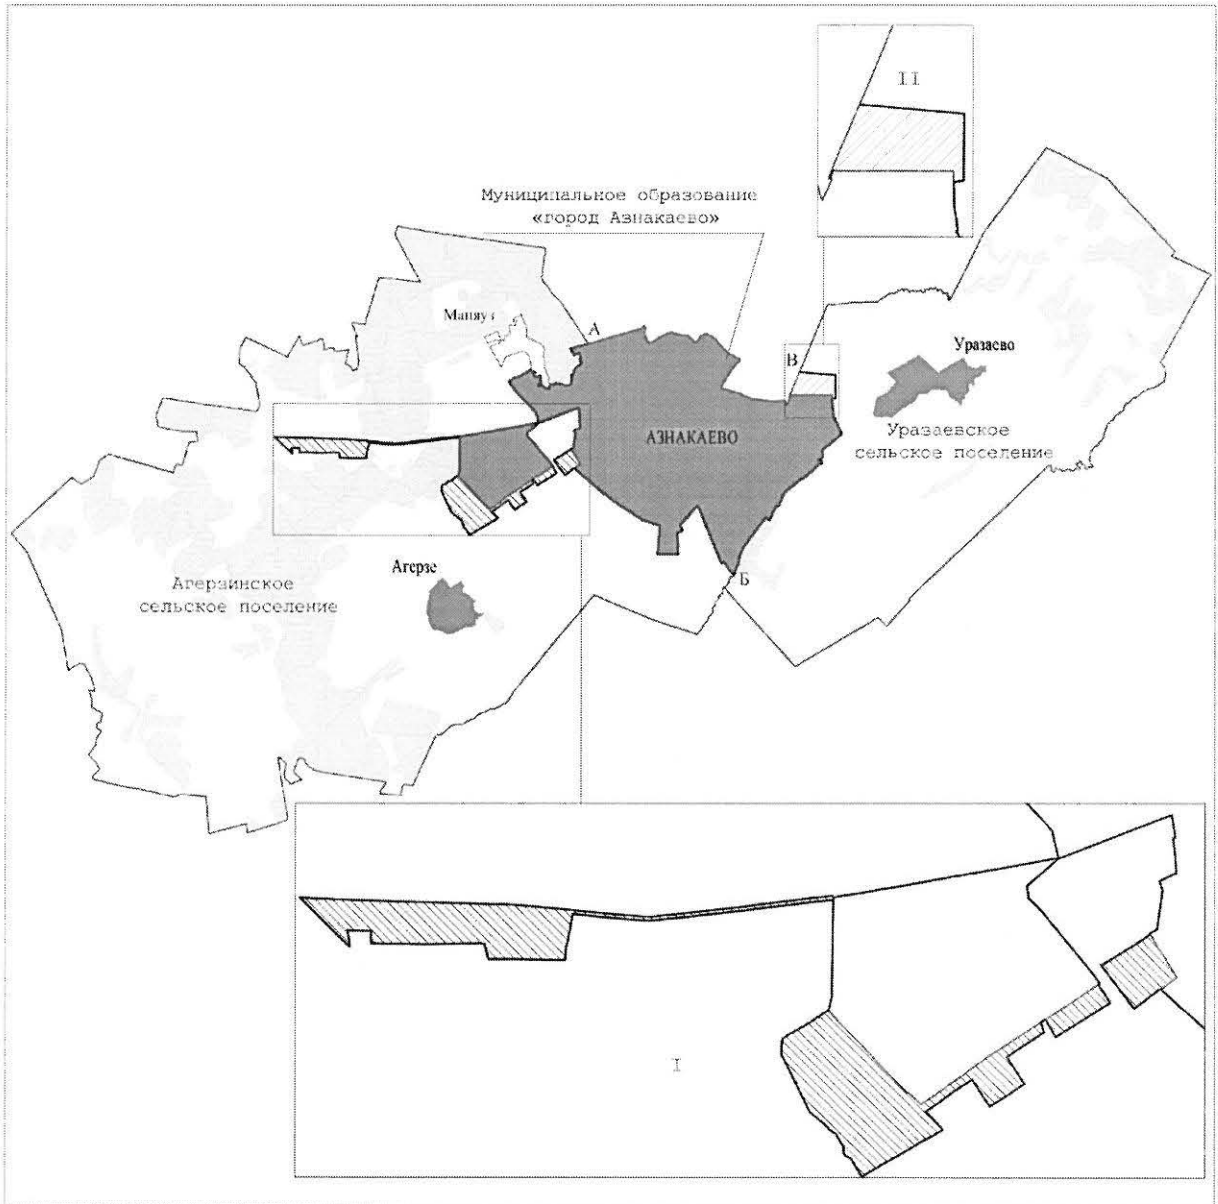 II
Муниципальное образование
«город Азнакаево»
Маняуз
А
В
Уразаево
АЗНАКАЕВО
Уразаевское
сельское поселение
Агерзе
Б
Агерзинское
сельское поселение
I